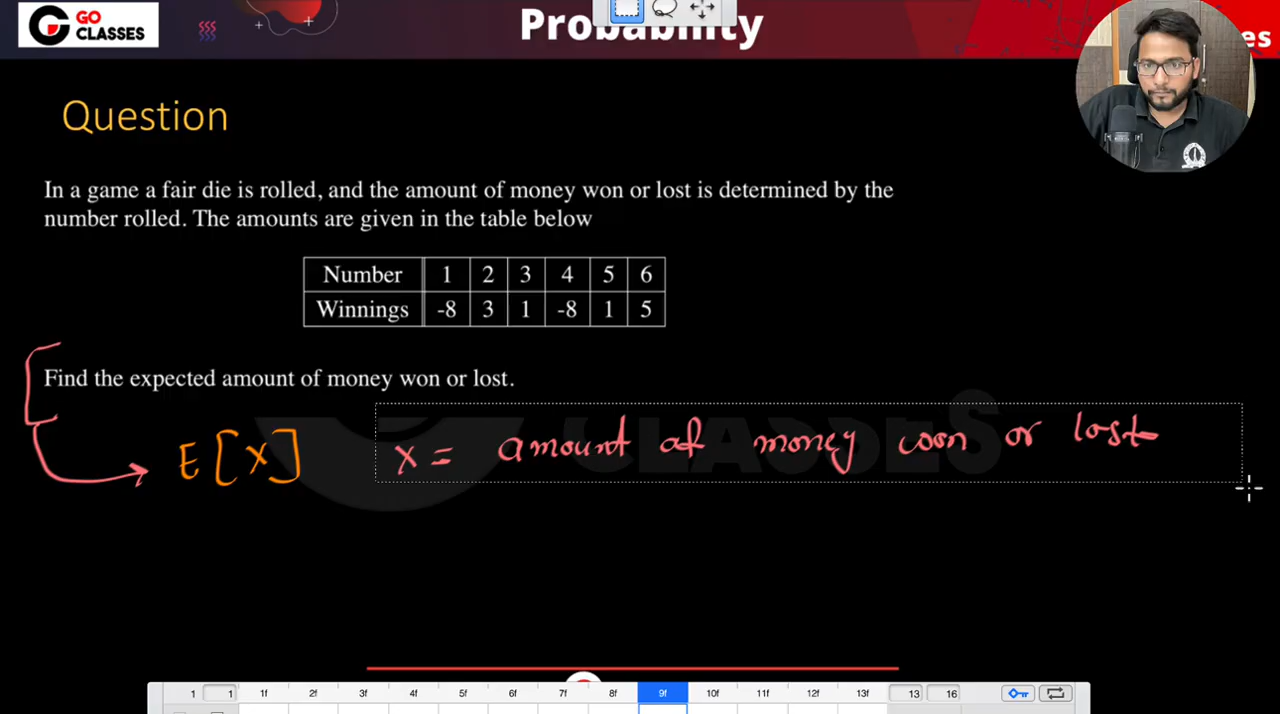 GO
CLASSES
Probability
es
Question
In a game a fair die is rolled, and the amount of money won or lost is determined by the
number rolled. The amounts are given in the table below
Number 1 2 3 4 5 6
Winnings -8 3 1 -8 1 5
Find the expected amount of money won or lost.
E[X] X = amount of money won or lost
CLASSES
1 1 1f 2f 3f 4f 5f 6f 7f 8f 9f 10f 11f 12f 13f 13 16